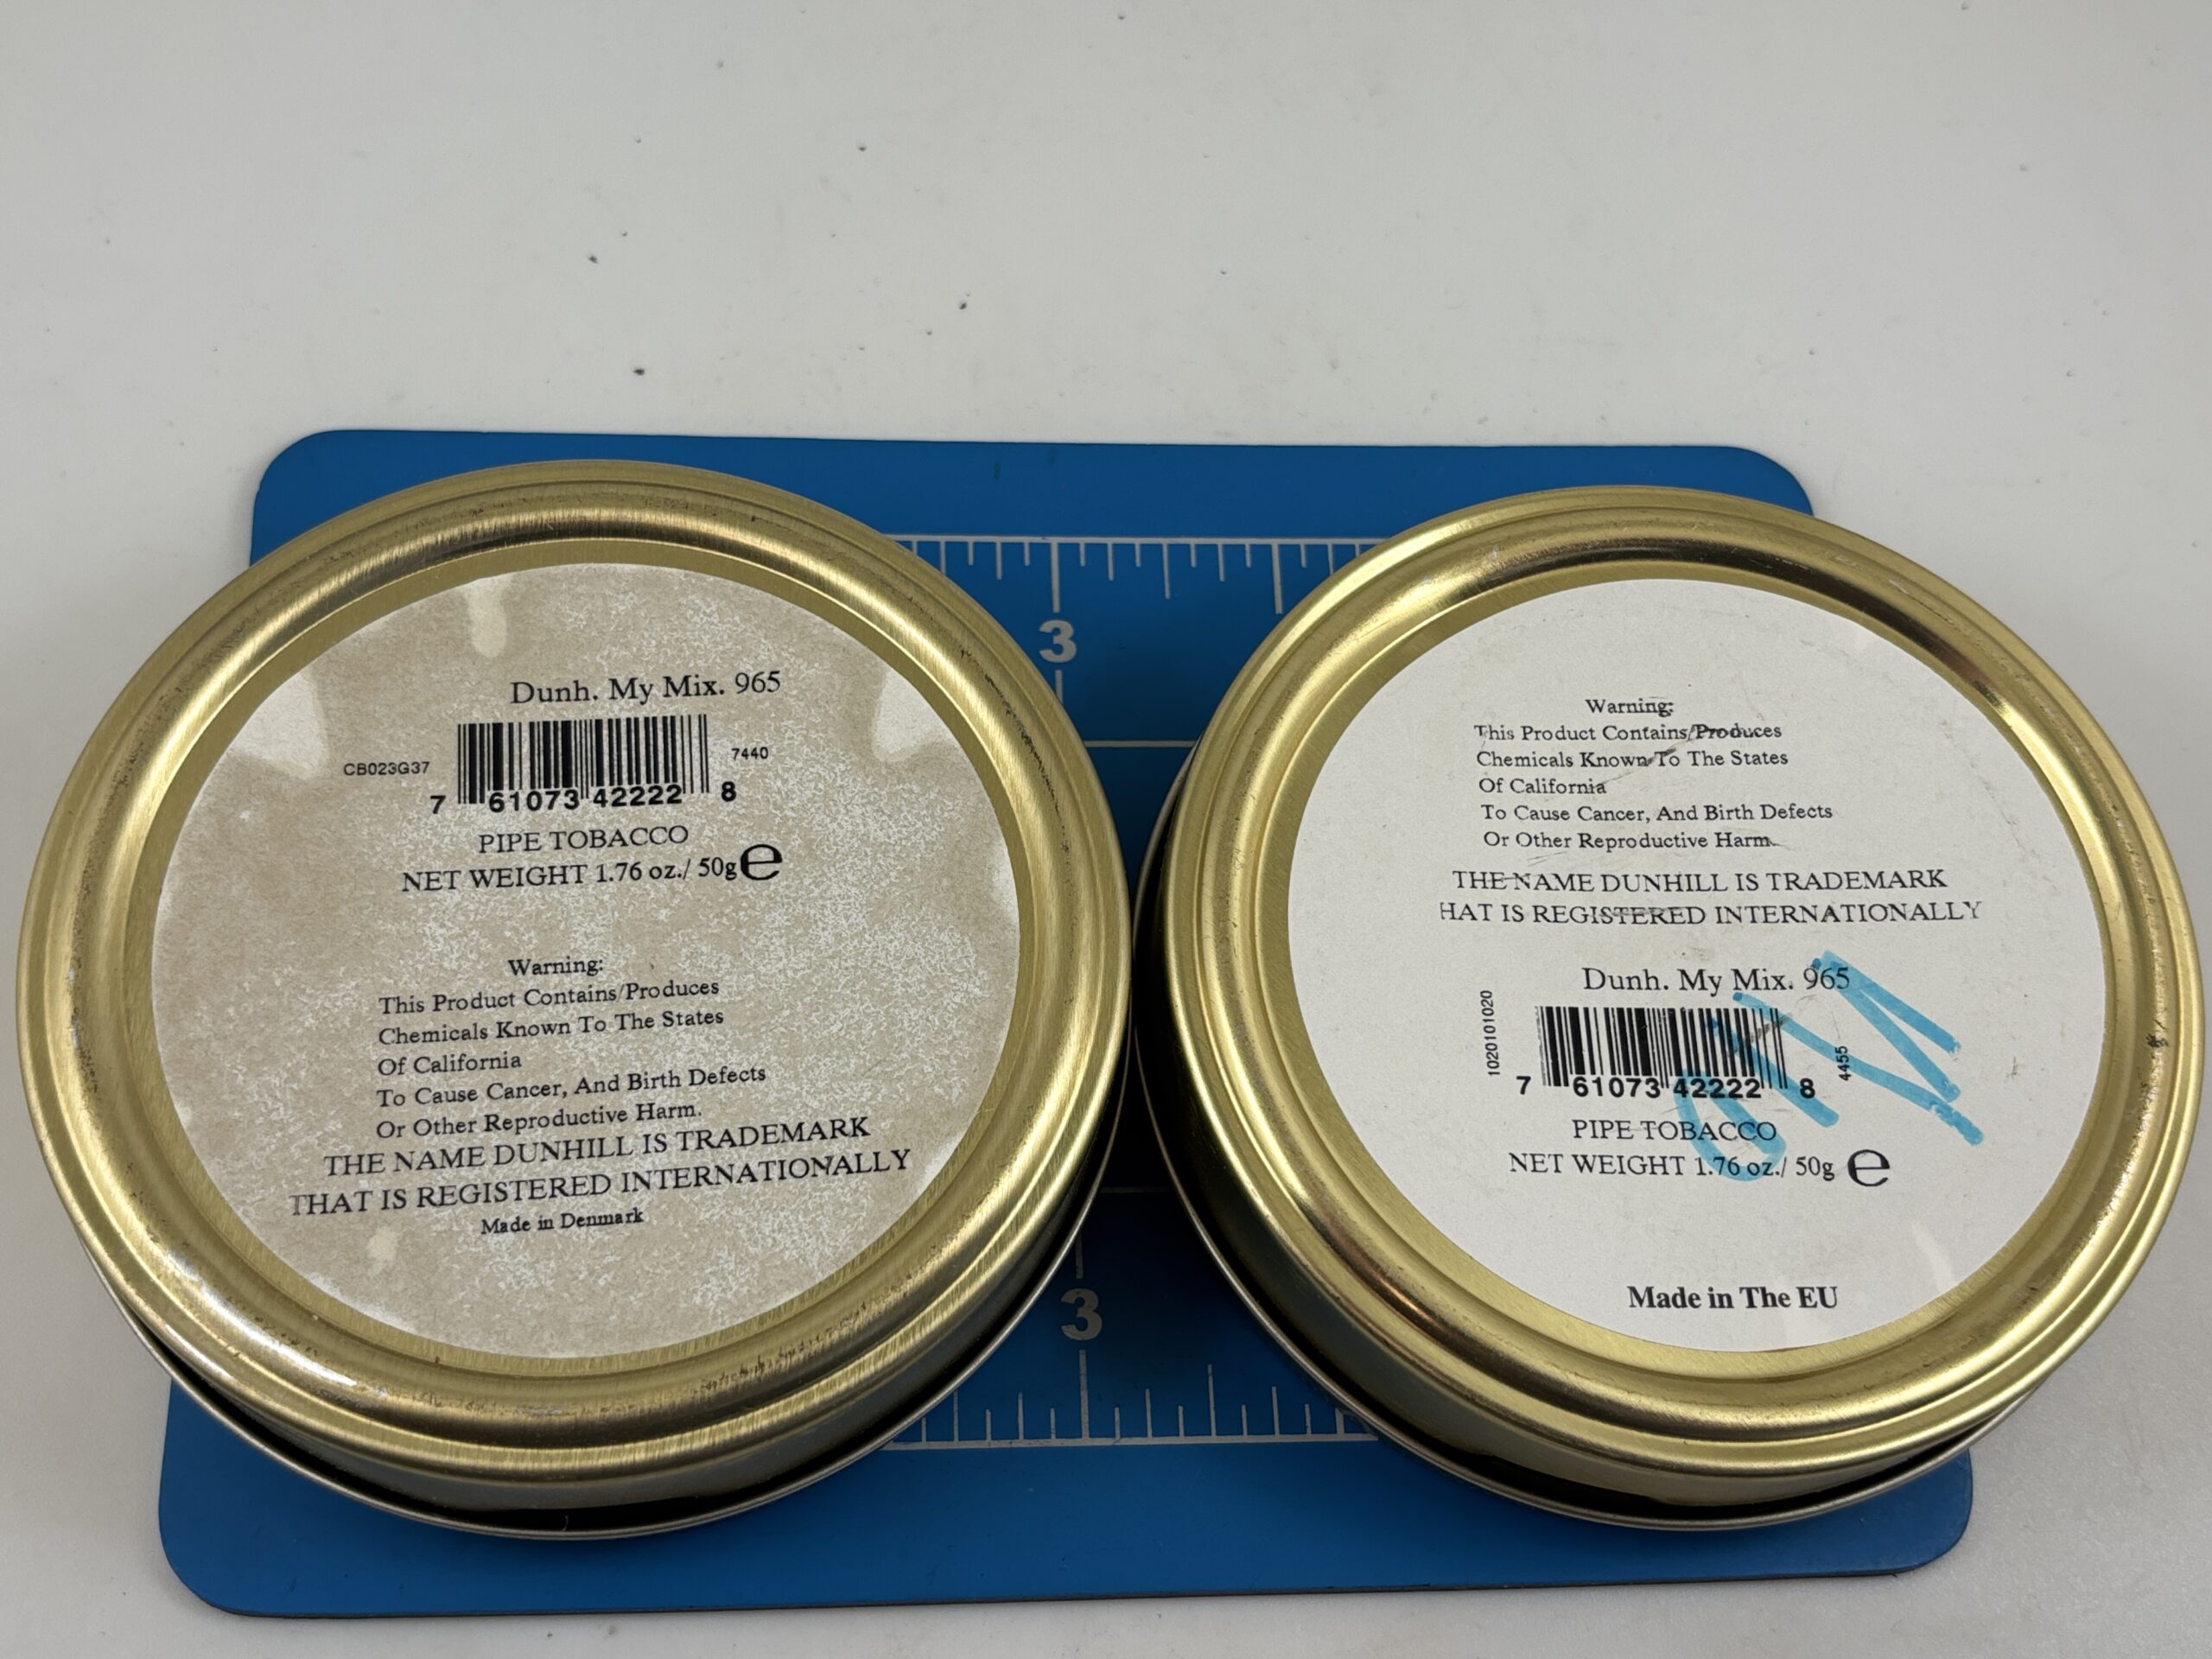 Dunh. My Mix. 965
CB023G37
7440
7 61073 42222 8
PIPE TOBACCO
NET WEIGHT 1.76 oz./ 50g e
Warning:
This Product Contains/Produces
Chemicals Known To The States
Of California
To Cause Cancer, And Birth Defects
Or Other Reproductive Harm.
THE NAME DUNHILL IS TRADEMARK
THAT IS REGISTERED INTERNATIONALLY
Made in Denmark
Warning:
This Product Contains/Produces
Chemicals Known To The States
Of California
To Cause Cancer, And Birth Defects
Or Other Reproductive Harm.
THE NAME DUNHILL IS TRADEMARK
HAT IS REGISTERED INTERNATIONALLY
Dunh. My Mix. 965
1020101020
4455
7 61073 42222 8
PIPE TOBACCO
NET WEIGHT 1.76 oz./ 50g e
Made in The EU
3
3